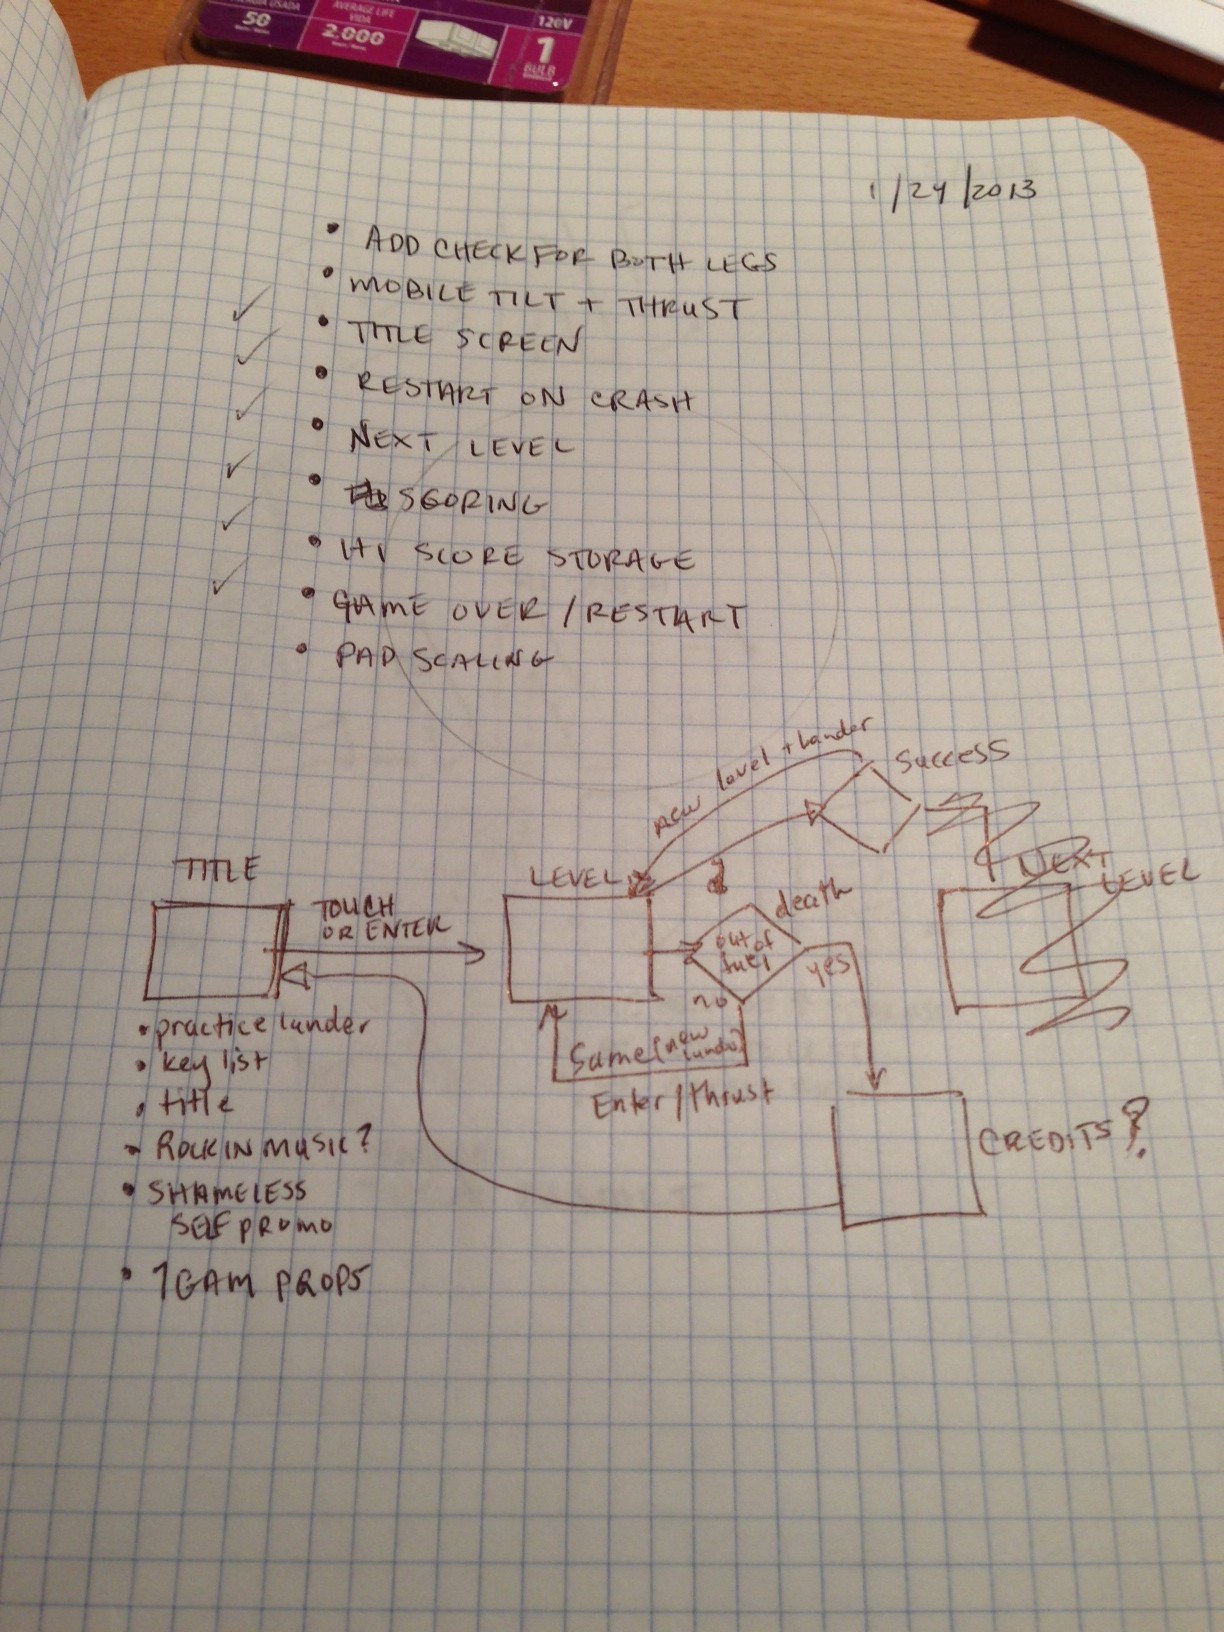 50
AVERAGE LIFE
VIDA
2.000
120V
1
BULB
1/24/2013
• ADD CHECK FOR BOTH LEGS
• MOBILE TILT + THRUST
✓ • TITLE SCREEN
✓ • RESTART ON CRASH
✓ • NEXT LEVEL
✓ • SCORING
✓ • HI SCORE STORAGE
✓ • GAME OVER / RESTART
• PAD SCALING
new level + lander
success
TITLE
LEVEL
NEXT
LEVEL
TOUCH
OR ENTER
death
out of
fuel
yes
no
same (new
lander)
Enter / thrust
• practice lander
• key list
• title
• ROCKIN MUSIC?
• SHAMELESS
SELF PROMO
• 1GAM PROPS
CREDITS?